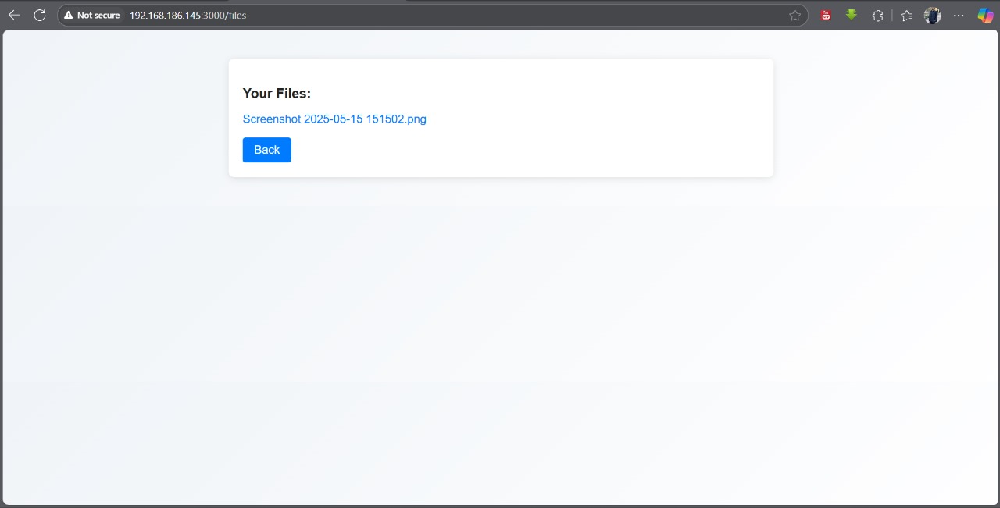 Not secure 192.168.186.145:3000/files
Your Files:
Screenshot 2025-05-15 151502.png
Back